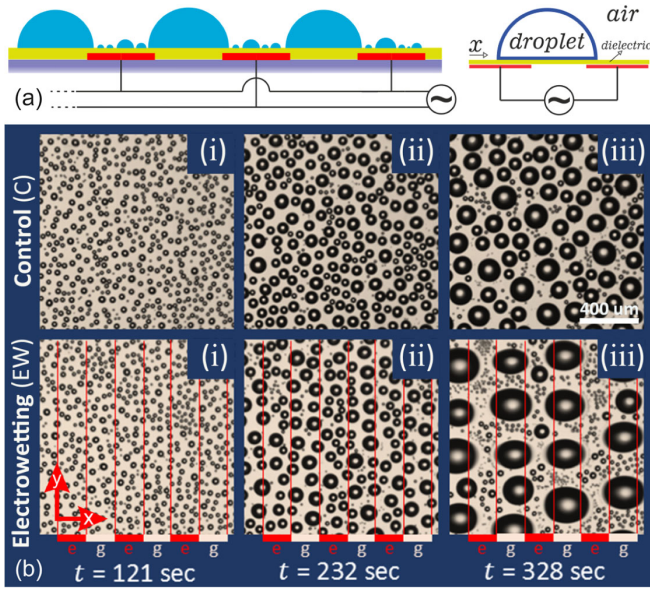 air
droplet
dielectric
x
(a)
~
~
Control (C)
(i)
(ii)
(iii)
400 um
Electrowetting (EW)
(i)
(ii)
(iii)
y
x
e g e g e g
e g e g e g
e g e g e g
(b)
t = 121 sec
t = 232 sec
t = 328 sec